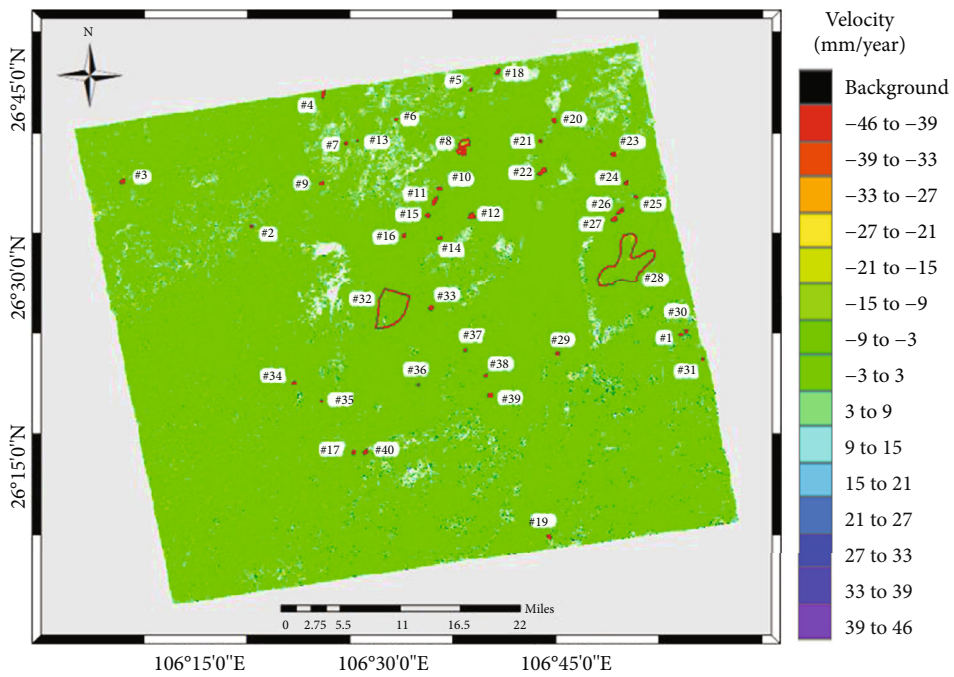 Velocity
(mm/year)
Background
−46 to −39
−39 to −33
−33 to −27
−27 to −21
−21 to −15
−15 to −9
−9 to −3
−3 to 3
3 to 9
9 to 15
15 to 21
21 to 27
27 to 33
33 to 39
39 to 46
N
26°45'0"N
26°30'0"N
26°15'0"N
#18
#5
#4
#6
#20
#7
#13
#8
#21
#23
#3
#9
#10
#22
#24
#11
#25
#26
#15
#12
#27
#2
#16
#14
#28
#32
#33
#30
#1
#37
#29
#31
#36
#38
#34
#35
#39
#17
#40
#19
Miles
0 2.75 5.5 11 16.5 22
106°15'0"E 106°30'0"E 106°45'0"E